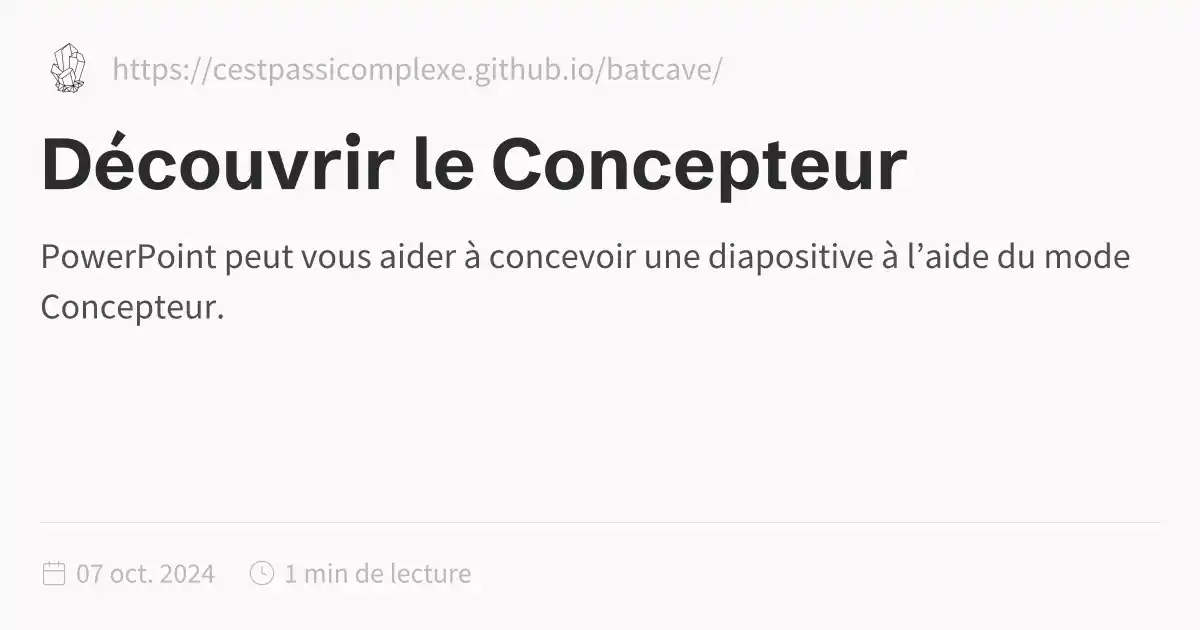 https://cestpassicomplexe.github.io/batcave/
Découvrir le Concepteur
PowerPoint peut vous aider à concevoir une diapositive à l’aide du mode
Concepteur.
07 oct. 2024 1 min de lecture